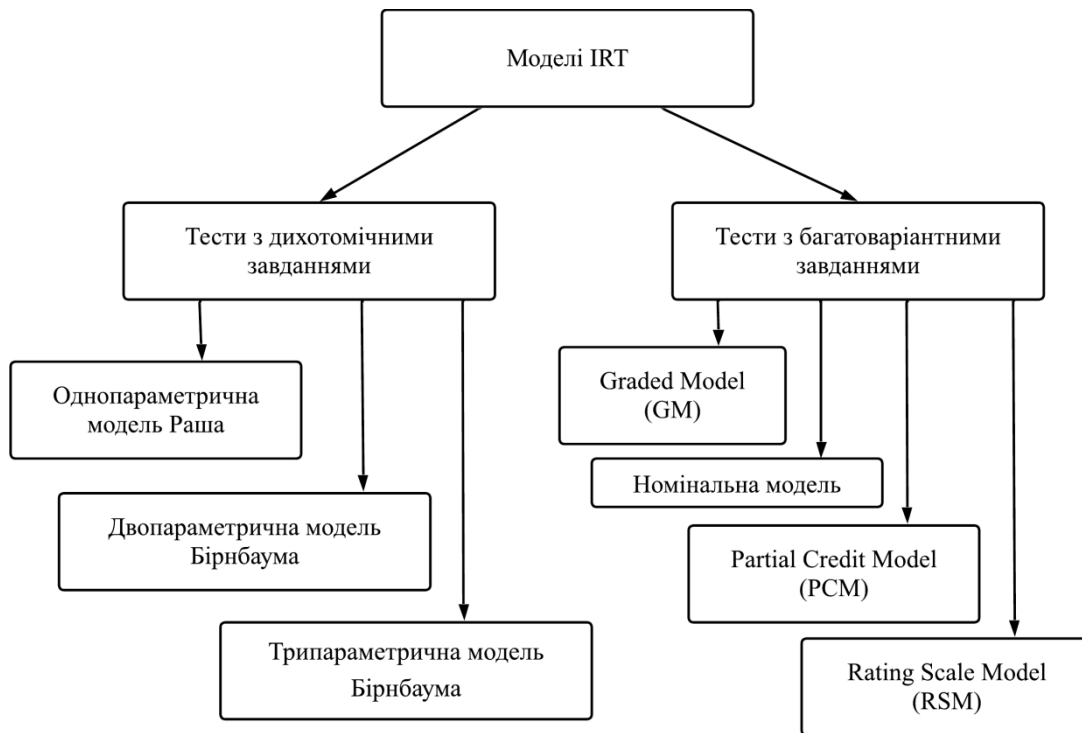 Моделі IRT
Тести з дихотомічними
завданнями
Тести з багатоваріантними
завданнями
Однопараметрична
модель Раша
Двопараметрична модель
Бірнбаума
Трипараметрична модель
Бірнбаума
Graded Model
(GM)
Номінальна модель
Partial Credit Model
(PCM)
Rating Scale Model
(RSM)